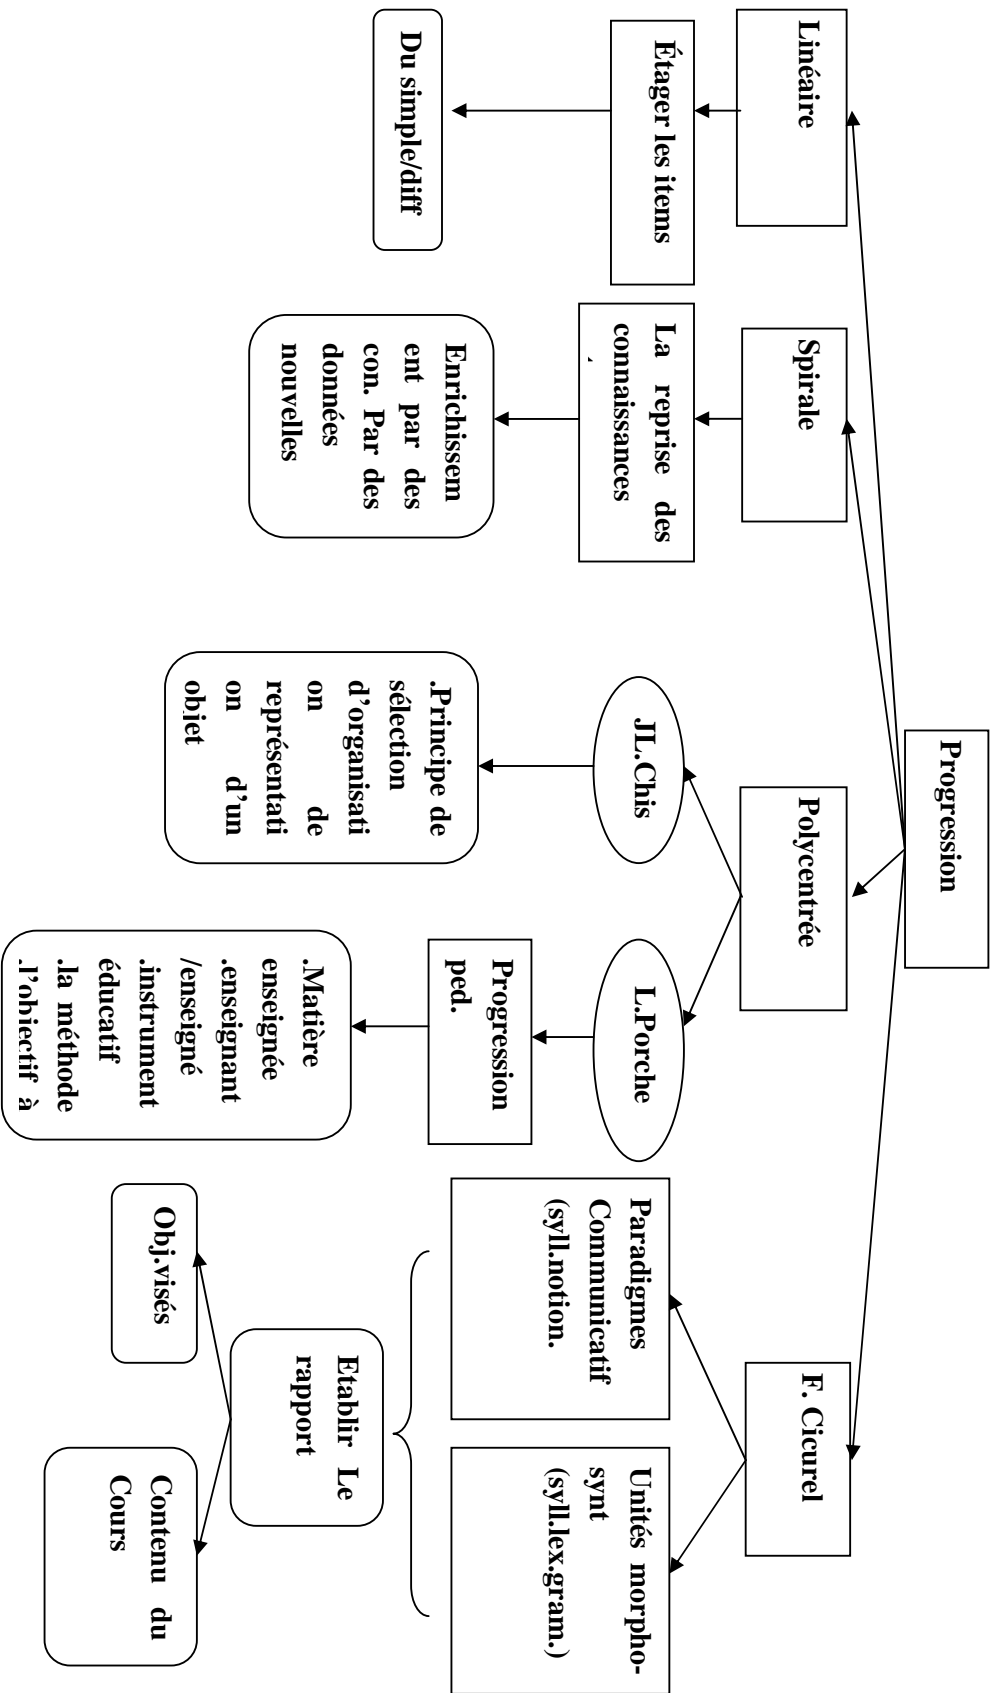 Progression
Linéaire
Spirale
Polycentrée
F. Cicurel
Étager les items
La reprise des
connaissances
JL.Chis
L.Porche
Paradigmes
Communicatif
(syll.notion.
Unités morpho-
synt
(syll.lex.gram.)
Du simple/diff
Enrichissem
ent par des
con. Par des
données
nouvelles
.Principe de
sélection
d’organisati
on de
représentati
on d’un
objet
Progression
ped.
.Matière
enseignée
.enseignant
/enseigné
.instrument
éducatif
.la méthode
.l’objectif à
Etablir Le
rapport
Obj.visés
Contenu du
Cours